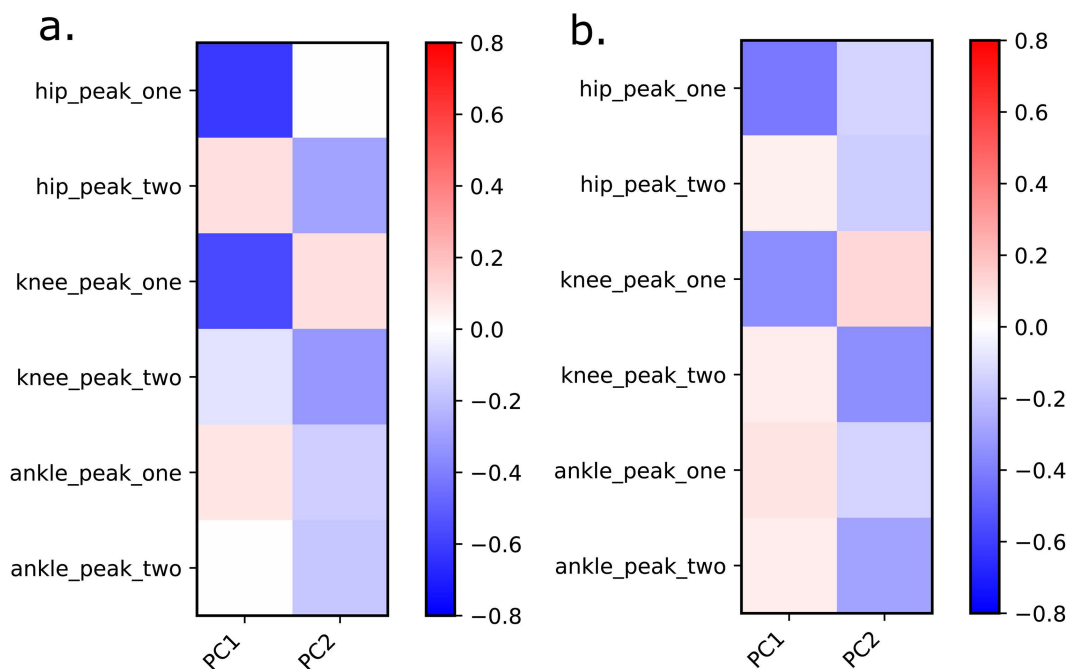 a.
hip_peak_one
hip_peak_two
knee_peak_one
knee_peak_two
ankle_peak_one
ankle_peak_two
PC1
PC2
0.8
0.6
0.4
0.2
0.0
−0.2
−0.4
−0.6
−0.8
b.
hip_peak_one
hip_peak_two
knee_peak_one
knee_peak_two
ankle_peak_one
ankle_peak_two
PC1
PC2
0.8
0.6
0.4
0.2
0.0
−0.2
−0.4
−0.6
−0.8